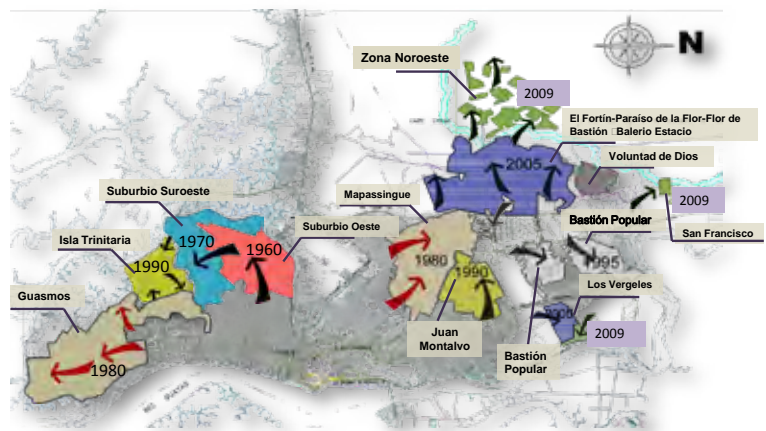 Zona Noroeste
N
2009
El Fortín-Paraíso de la Flor-Flor de
Bastión Balerio Estacio
2005
Voluntad de Dios
Suburbio Suroeste
Mapassingue
2009
Isla Trinitaria
1970
1960
Suburbio Oeste
Bastión Popular
San Francisco
1990
1980
1990
1995
Guasmos
Los Vergeles
Juan
Montalvo
Bastión
Popular
2009
1980
RIO GUAYAS